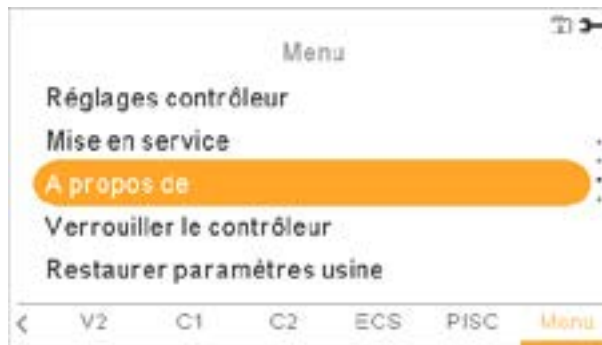 Menu
Réglages contrôleur
Mise en service
A propos de
Verrouiller le contrôleur
Restaurer paramètres usine
< V2 C1 C2 ECS PISC Menu